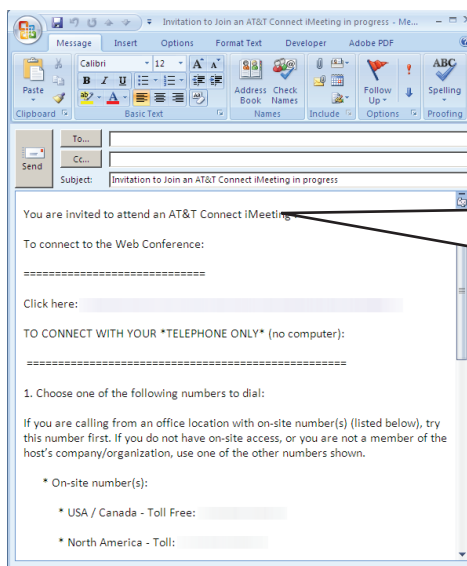 Invitation to Join an AT&T Connect iMeeting in progress - Me...
Message Insert Options Format Text Developer Adobe PDF
Calibri 12 A A ABC
B I U
Paste Address Book Check Names Follow Up Spelling
Clipboard Basic Text Names Include Options Proofing
To...
Send
Cc...
Subject: Invitation to Join an AT&T Connect iMeeting in progress
You are invited to attend an AT&T Connect iMeeting
To connect to the Web Conference:
=============================
Click here:
TO CONNECT WITH YOUR *TELEPHONE ONLY* (no computer):
===================================================
1. Choose one of the following numbers to dial:
If you are calling from an office location with on-site number(s) (listed below), try
this number first. If you do not have on-site access, or you are not a member of the
host's company/organization, use one of the other numbers shown.
* On-site number(s):
* USA / Canada - Toll Free:
* North America - Toll: